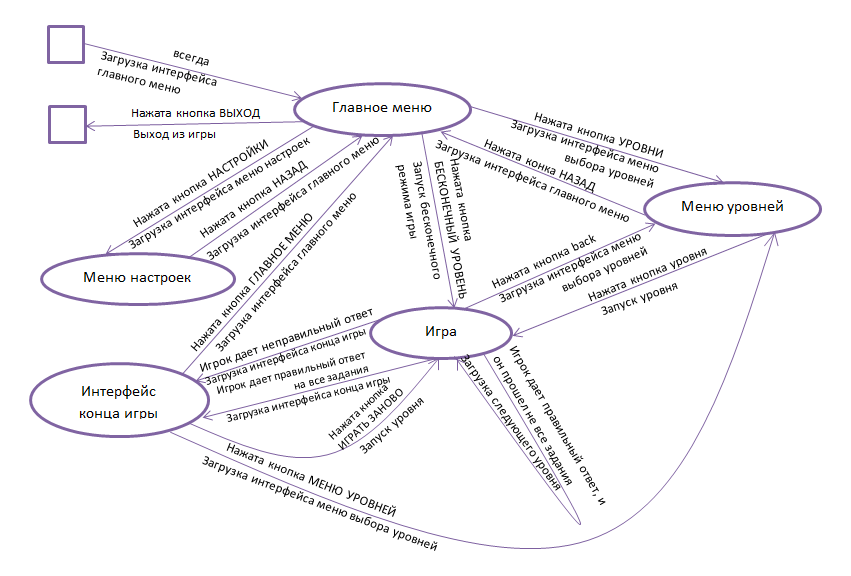 всегда
Загрузка интерфейса
главного меню
Нажата кнопка ВЫХОД
Выход из игры
Главное меню
Нажата кнопка НАСТРОЙКИ
Загрузка интерфейса меню настроек
Нажата кнопка НАЗАД
Загрузка интерфейса главного меню
Нажата кнопка УРОВНИ
Загрузка интерфейса меню
выбора уровней
Нажата конка НАЗАД
Загрузка интерфейса главного меню
Нажата кнопка
БЕСКОНЕЧНЫЙ УРОВЕНЬ
Запуск бесконечного
режима игры
Меню уровней
Меню настроек
Нажата кнопка ГЛАВНОЕ МЕНЮ
Загрузка интерфейса главного меню
Нажата кнопка back
Загрузка интерфейса меню
выбора уровней
Нажата кнопка уровня
Запуск уровня
Игра
Игрок дает неправильный ответ
Загрузка интерфейса конца игры
Игрок дает правильный ответ
на все задания
Загрузка интерфейса конца игры
Интерфейс
конца игры
Нажата кнопка
ИГРАТЬ ЗАНОВО
Запуск уровня
Игрок дает правильный ответ, и
он прошел не все задания
Загрузка следующего уровня
Нажата кнопка МЕНЮ УРОВНЕЙ
Загрузка интерфейса меню выбора уровней